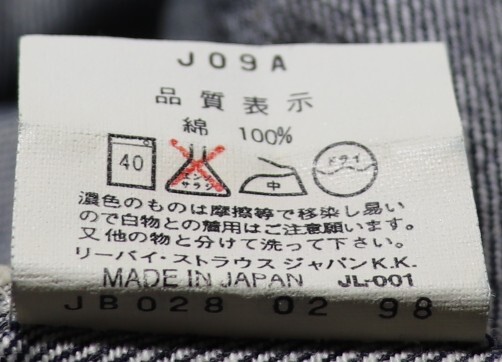 J09A
品質表示
綿 100%
40 エンソサラシ 中 ドライ
濃色のものは摩擦等で移染し易い
ので白物との着用はご注意願います。
又他の物と分けて洗って下さい。
リーバイ・ストラウス ジャパンK.K.
MADE IN JAPAN JL-001
JB028 02 98